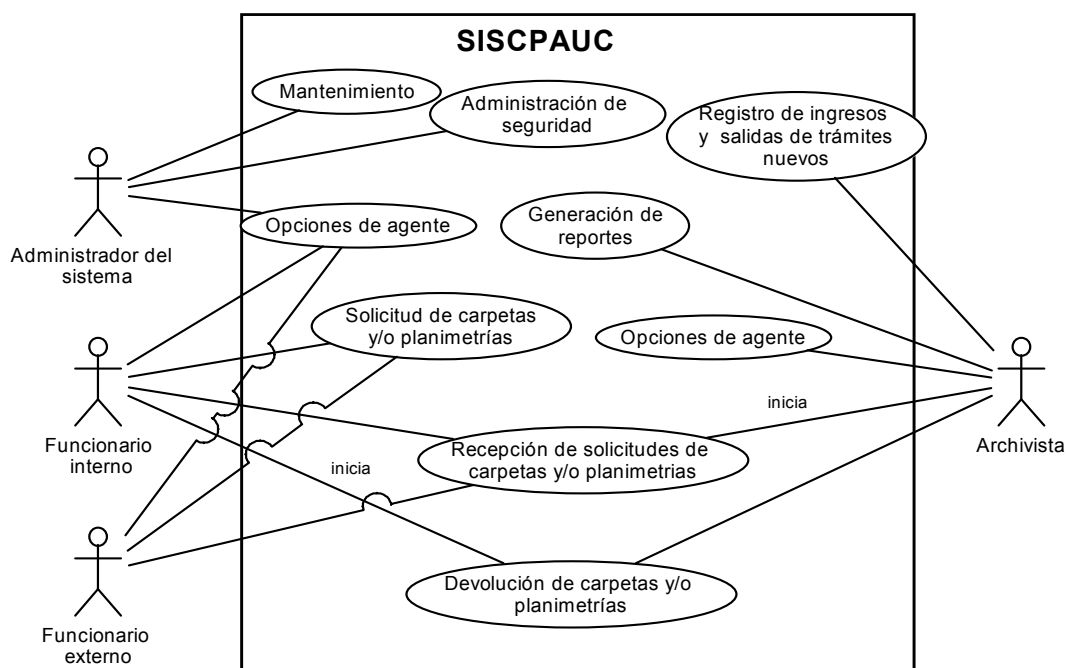 SISCPAUC
Mantenimiento
Administración de
seguridad
Registro de ingresos
y salidas de trámites
nuevos
Administrador del
sistema
Opciones de agente
Generación de
reportes
Solicitud de carpetas
y/o planimetrías
Opciones de agente
Funcionario
interno
inicia
Archivista
Recepción de solicitudes de
carpetas y/o planimetrias
inicia
Devolución de carpetas y/o
planimetrías
Funcionario
externo